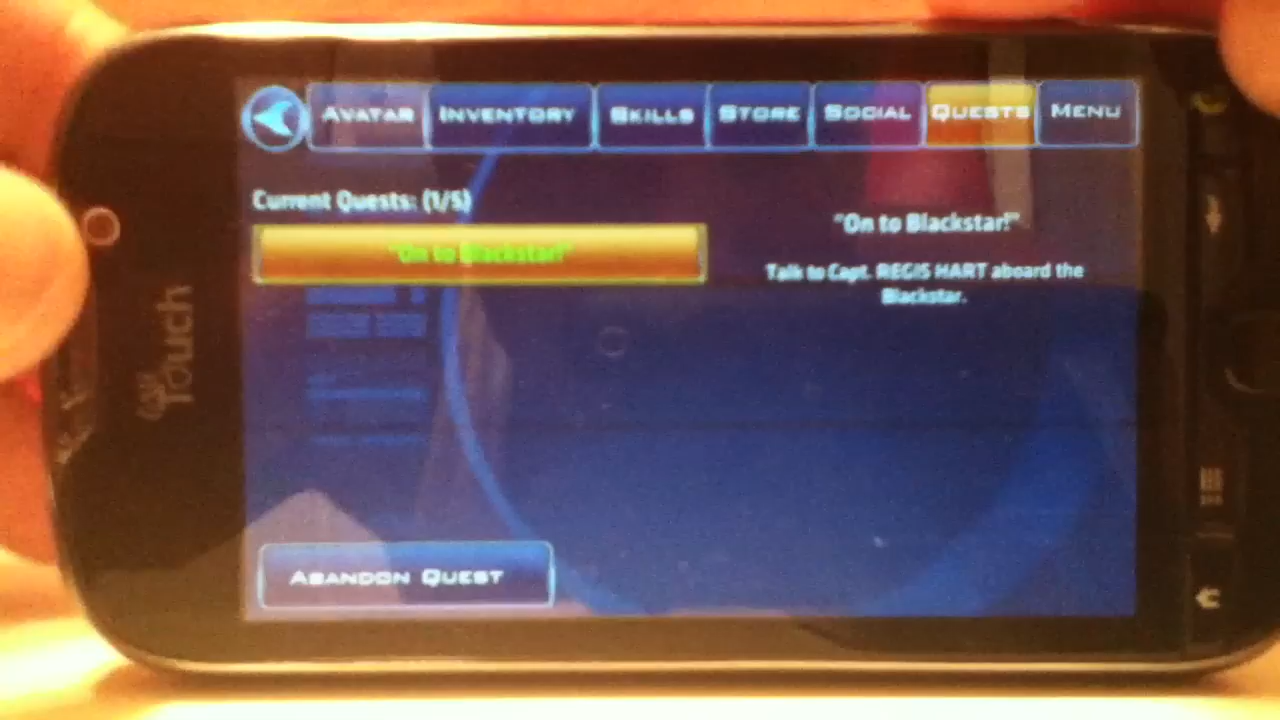 AVATAR INVENTORY SKILLS STORE SOCIAL QUESTS MENU
Current Quests: (1/5)
"On to Blackstar!"
"On to Blackstar!"
Talk to Capt. REGIS HART aboard the
Blackstar.
ABANDON QUEST
4G Touch